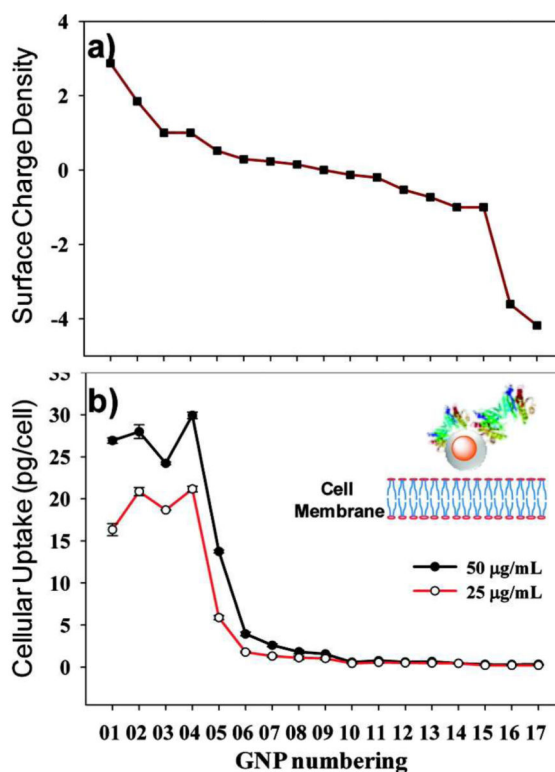 a)
4
2
0
-2
-4
Surface Charge Density
b)
35
30
25
20
15
10
5
0
Cellular Uptake (pg/cell)
Cell
Membrane
50 µg/mL
25 µg/mL
01 02 03 04 05 06 07 08 09 10 11 12 13 14 15 16 17
GNP numbering